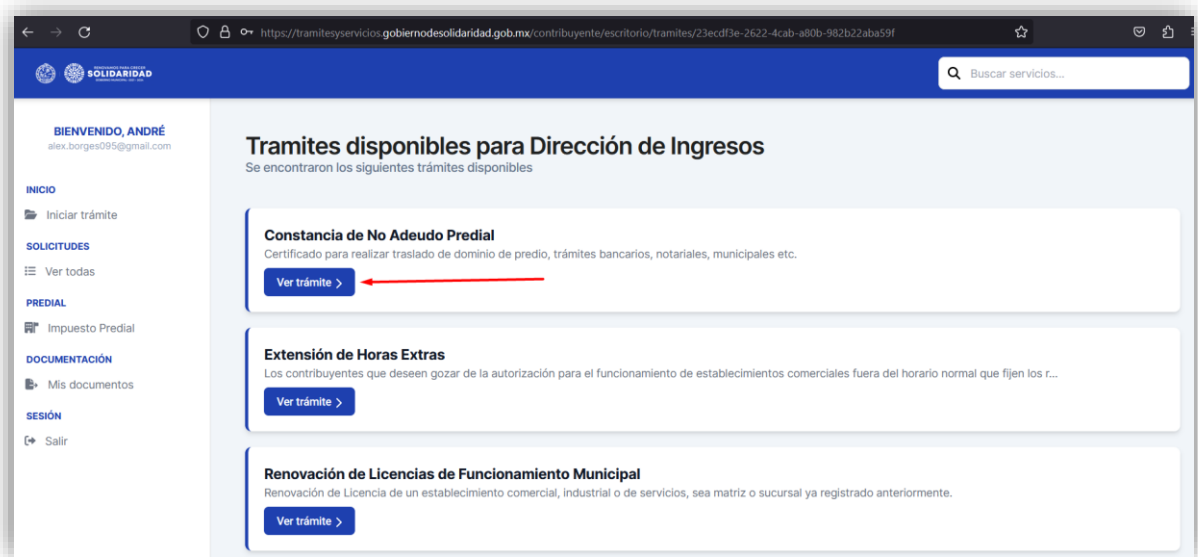 https://tramitesyservicios.gobiernodesolidaridad.gob.mx/contribuyente/escritorio/tramites/23ecdf3e-2622-4cab-a80b-982b22aba59f
SOLIDARIDAD
Buscar servicios...
BIENVENIDO, ANDRÉ
alex.borges095@gmail.com
INICIO
Iniciar trámite
SOLICITUDES
Ver todas
PREDIAL
Impuesto Predial
DOCUMENTACIÓN
Mis documentos
SESIÓN
Salir
Tramites disponibles para Dirección de Ingresos
Se encontraron los siguientes trámites disponibles
Constancia de No Adeudo Predial
Certificado para realizar traslado de dominio de predio, trámites bancarios, notariales, municipales etc.
Ver trámite
Extensión de Horas Extras
Los contribuyentes que deseen gozar de la autorización para el funcionamiento de establecimientos comerciales fuera del horario normal que fijen los r...
Ver trámite
Renovación de Licencias de Funcionamiento Municipal
Renovación de Licencia de un establecimiento comercial, industrial o de servicios, sea matriz o sucursal ya registrado anteriormente.
Ver trámite